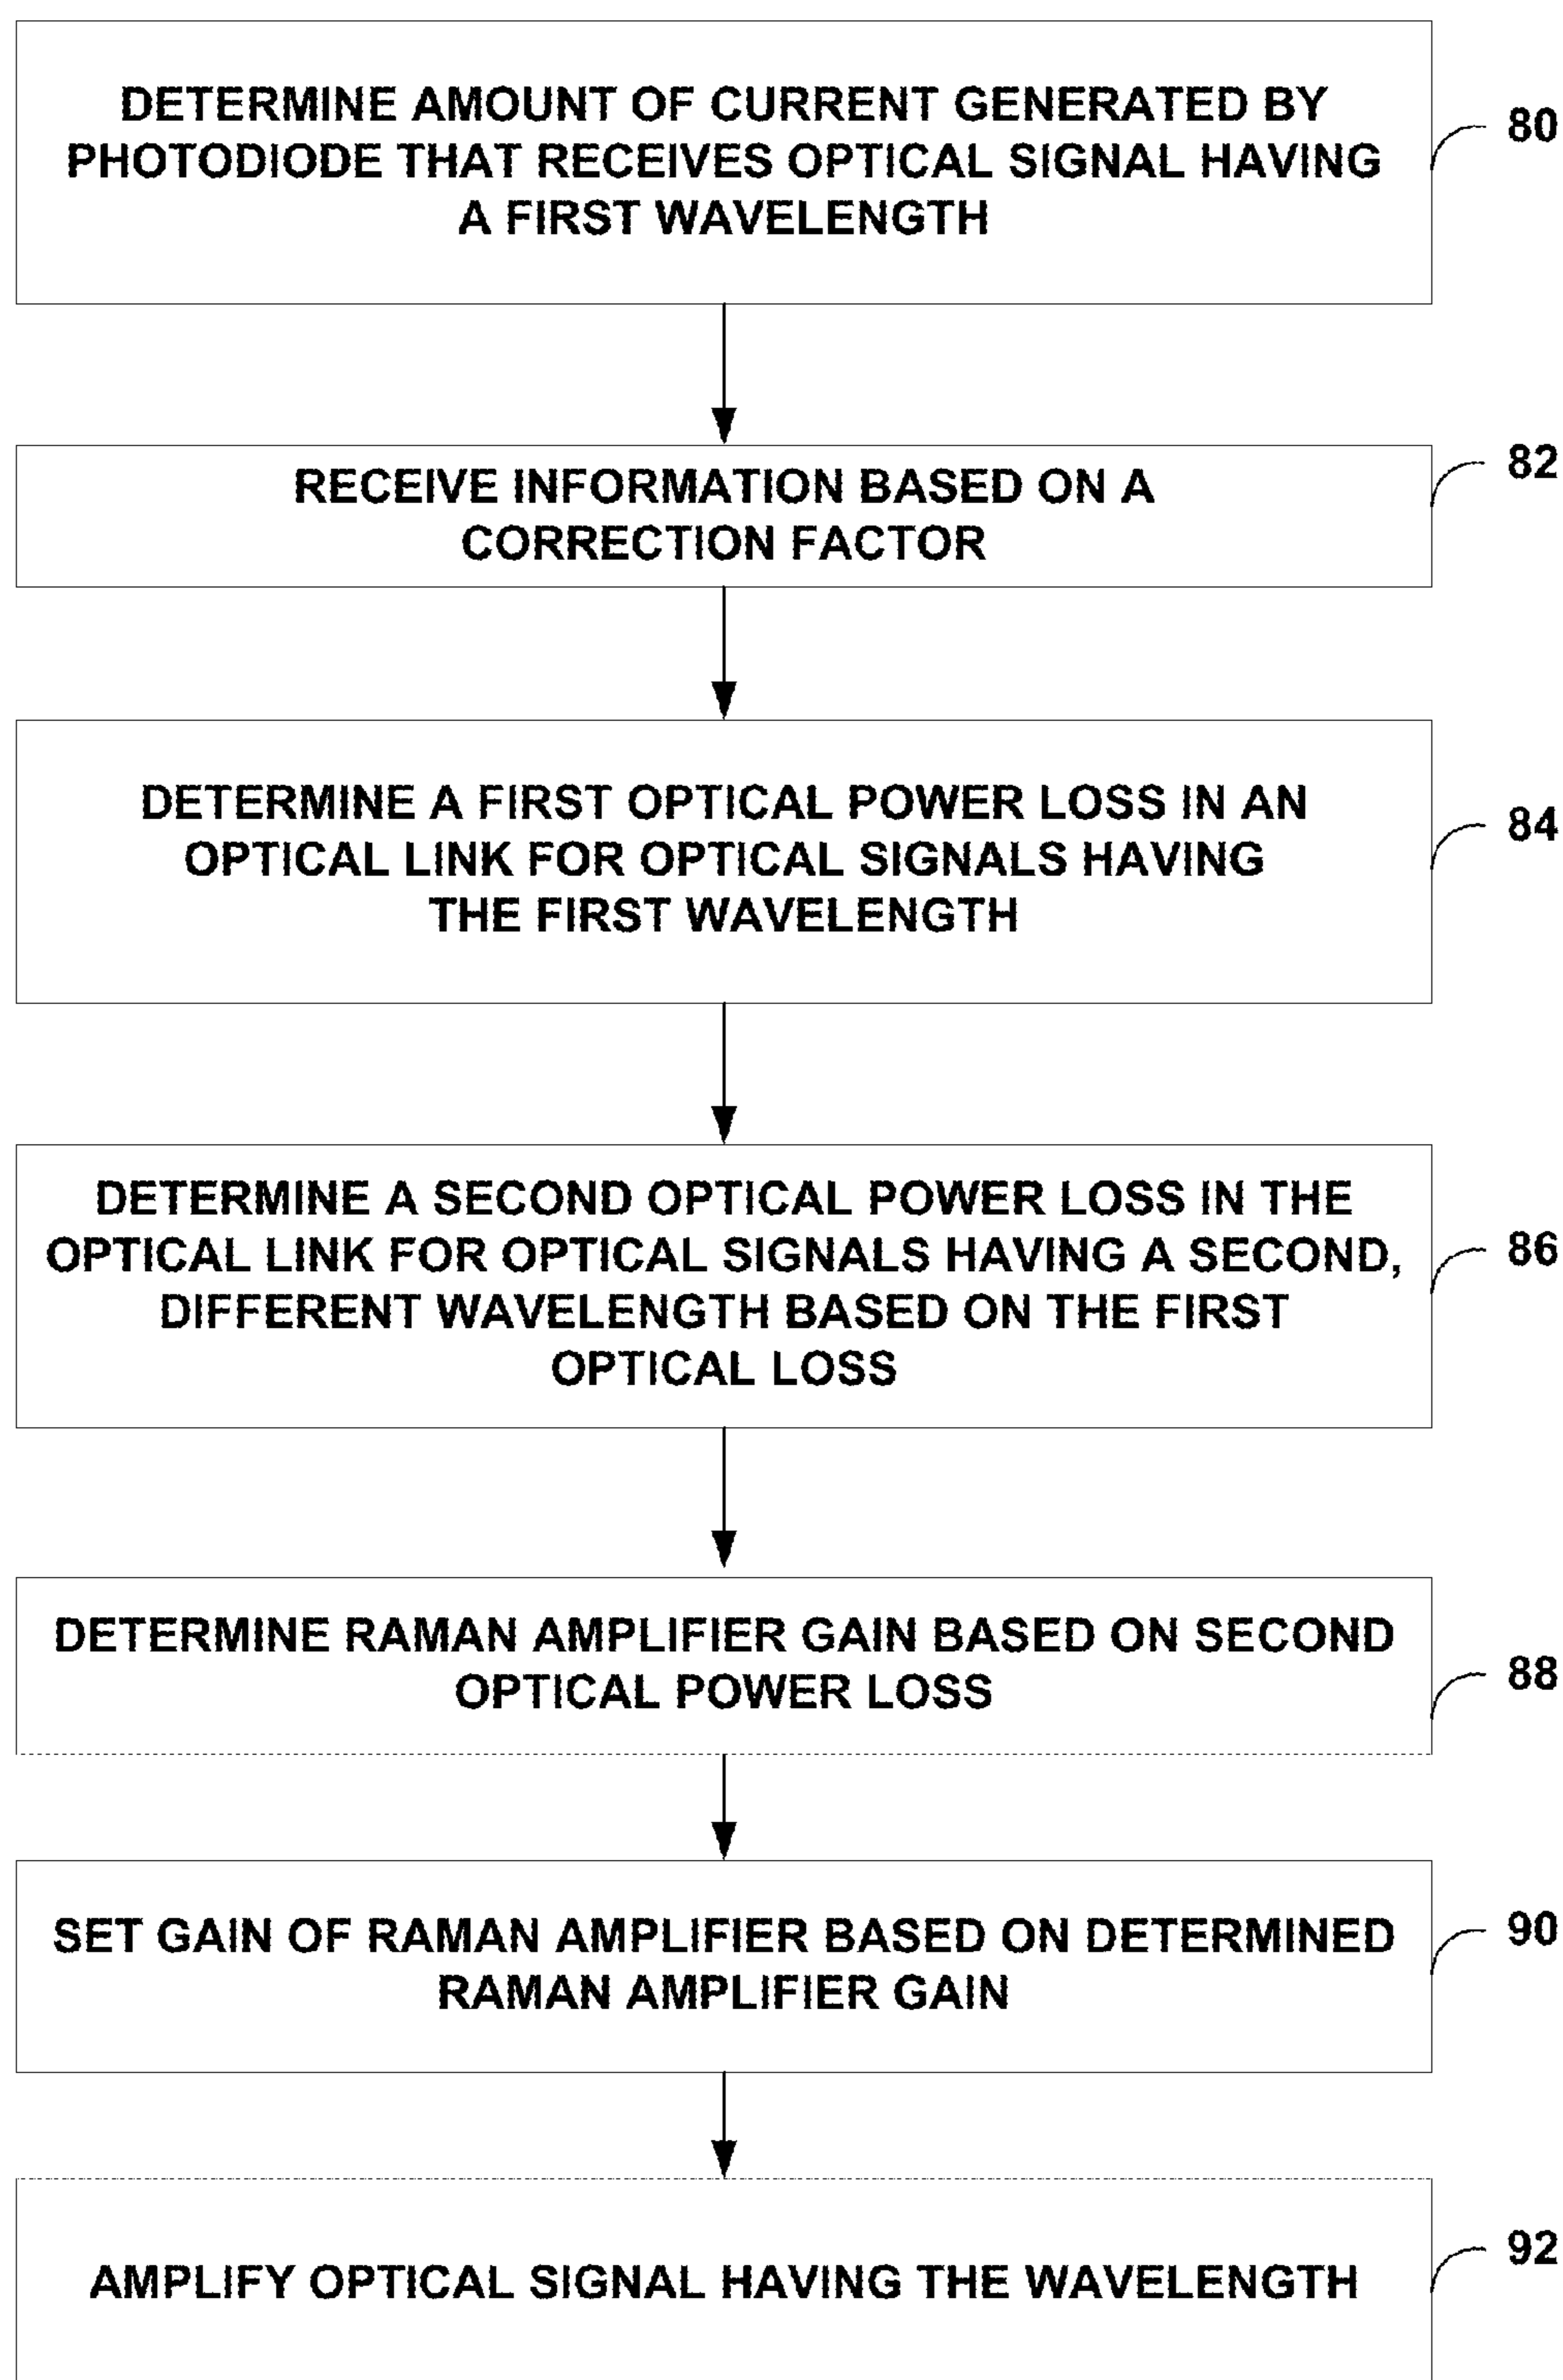 DETERMINE AMOUNT OF CURRENT GENERATED BY
PHOTODIODE THAT RECEIVES OPTICAL SIGNAL HAVING
A FIRST WAVELENGTH
80
RECEIVE INFORMATION BASED ON A
CORRECTION FACTOR
82
DETERMINE A FIRST OPTICAL POWER LOSS IN AN
OPTICAL LINK FOR OPTICAL SIGNALS HAVING
THE FIRST WAVELENGTH
84
DETERMINE A SECOND OPTICAL POWER LOSS IN THE
OPTICAL LINK FOR OPTICAL SIGNALS HAVING A SECOND,
DIFFERENT WAVELENGTH BASED ON THE FIRST
OPTICAL LOSS
86
DETERMINE RAMAN AMPLIFIER GAIN BASED ON SECOND
OPTICAL POWER LOSS
88
SET GAIN OF RAMAN AMPLIFIER BASED ON DETERMINED
RAMAN AMPLIFIER GAIN
90
AMPLIFY OPTICAL SIGNAL HAVING THE WAVELENGTH
92